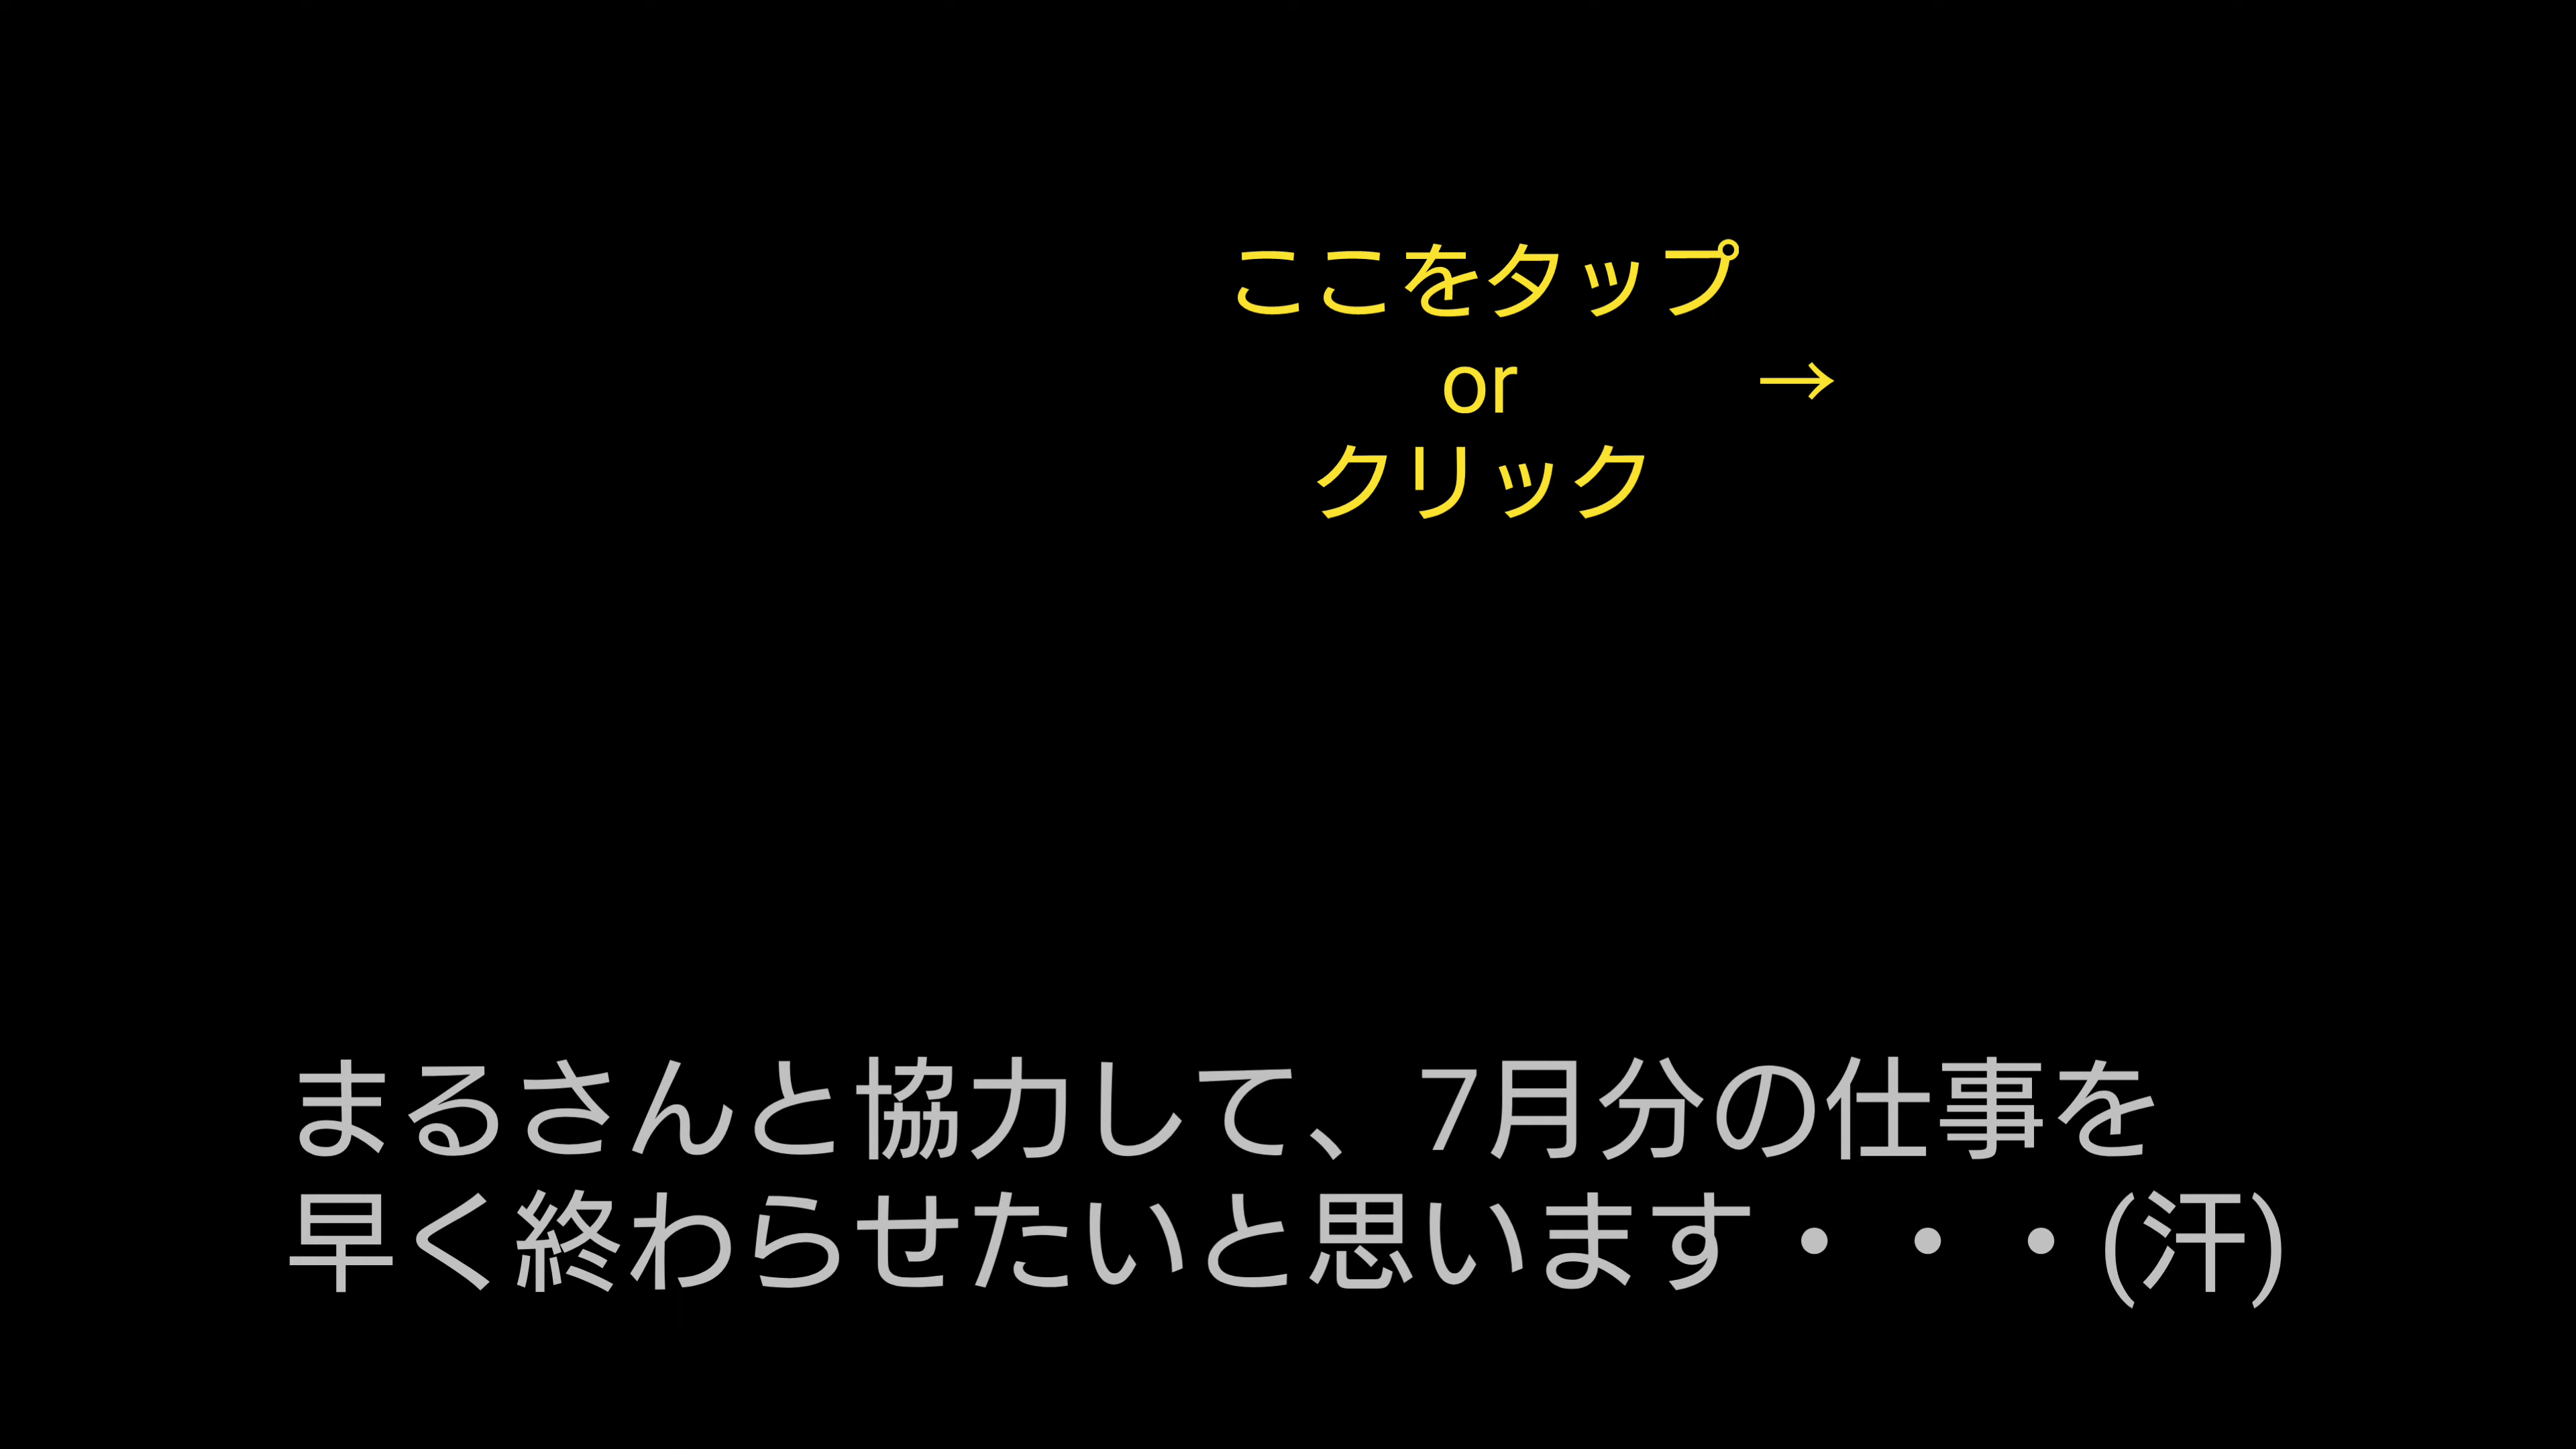 ここをタップ
or →
クリック
まるさんと協力して、7月分の仕事を
早く終わらせたいと思います・・・(汗)